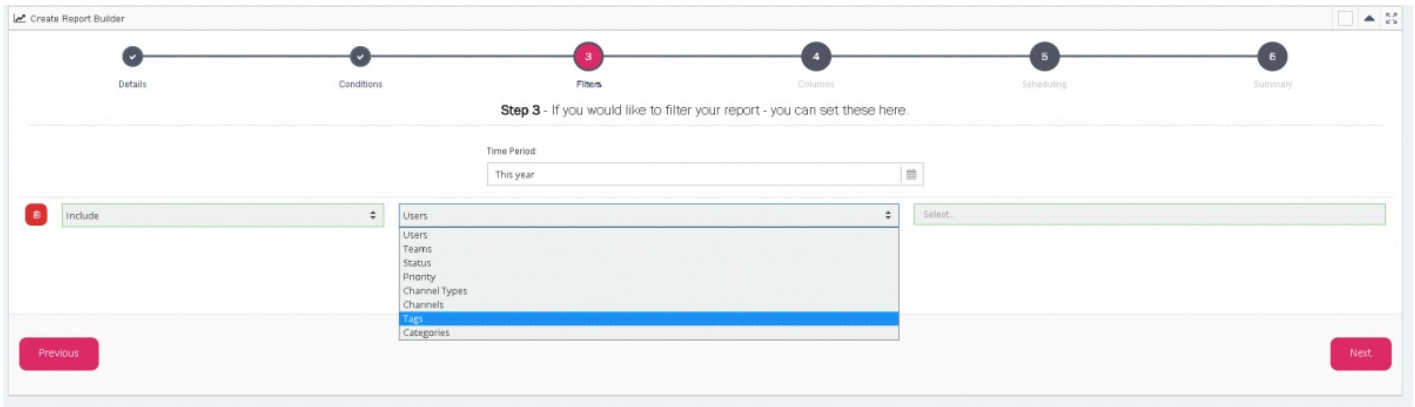 Create Report Builder
3 4 5 6
Details Conditions Filters Columns Scheduling Summary
Step 3 - If you would like to filter your report - you can set these here.
Time Period:
This year
Include Users Select...
Users
Teams
Status
Priority
Channel Types
Channels
Tags
Categories
Previous Next